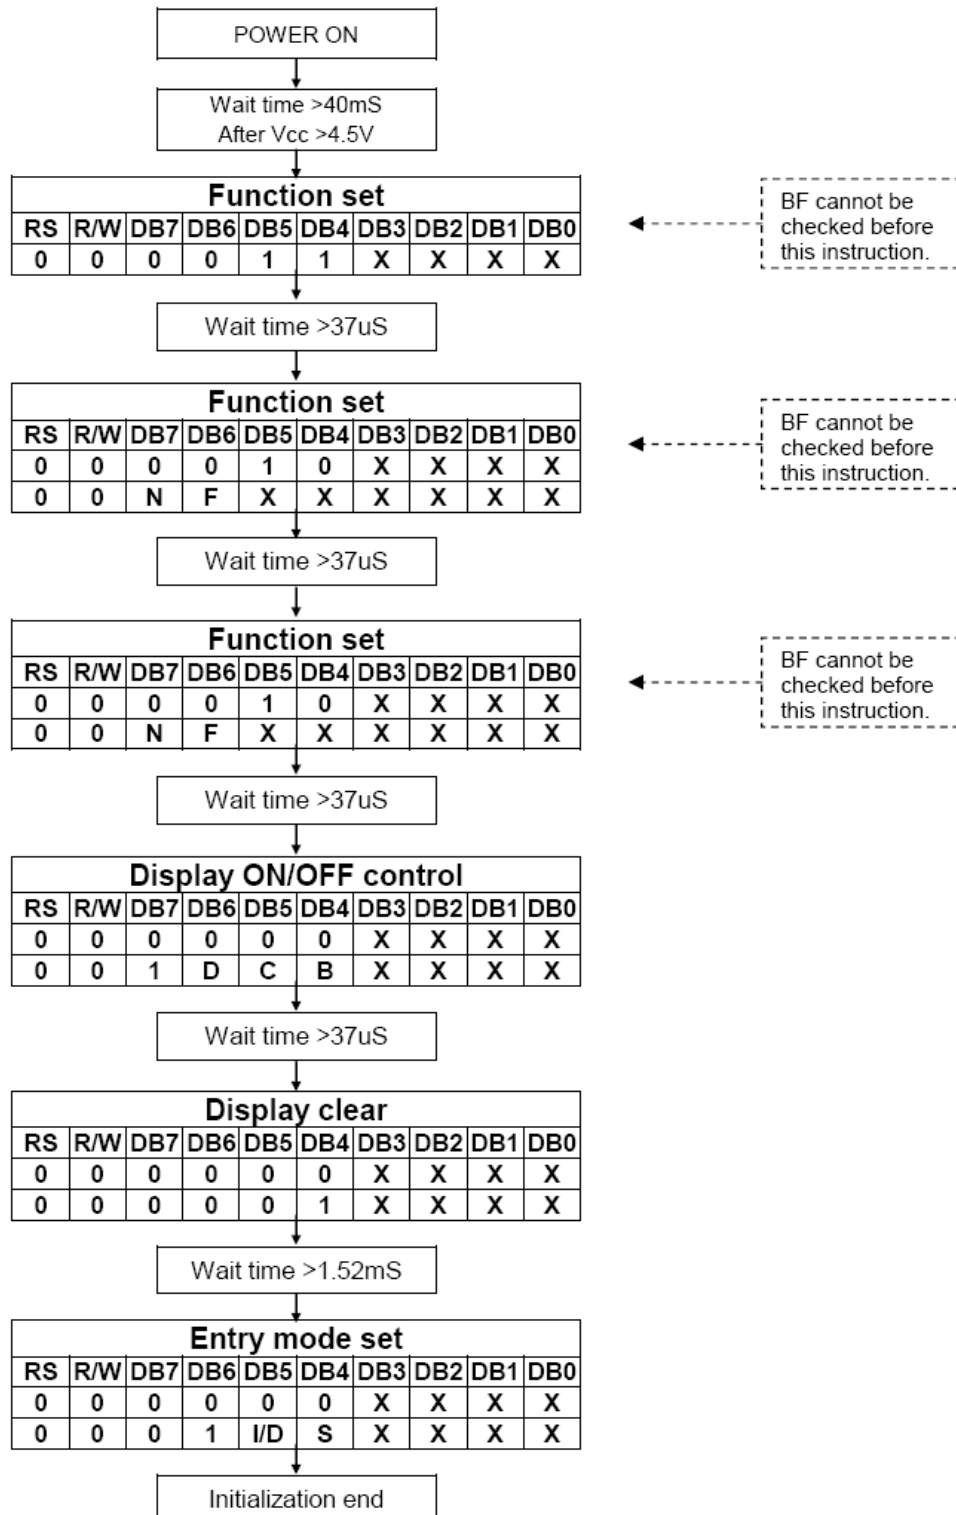 POWER ON
Wait time >40mS
After Vcc >4.5V
Function set
RS R/W DB7 DB6 DB5 DB4 DB3 DB2 DB1 DB0
0 0 0 0 1 1 X X X X
BF cannot be
checked before
this instruction.
Wait time >37uS
Function set
RS R/W DB7 DB6 DB5 DB4 DB3 DB2 DB1 DB0
0 0 0 0 1 0 X X X X
0 0 N F X X X X X X
BF cannot be
checked before
this instruction.
Wait time >37uS
Function set
RS R/W DB7 DB6 DB5 DB4 DB3 DB2 DB1 DB0
0 0 0 0 1 0 X X X X
0 0 N F X X X X X X
BF cannot be
checked before
this instruction.
Wait time >37uS
Display ON/OFF control
RS R/W DB7 DB6 DB5 DB4 DB3 DB2 DB1 DB0
0 0 0 0 0 0 X X X X
0 0 1 D C B X X X X
Wait time >37uS
Display clear
RS R/W DB7 DB6 DB5 DB4 DB3 DB2 DB1 DB0
0 0 0 0 0 0 X X X X
0 0 0 0 0 1 X X X X
Wait time >1.52mS
Entry mode set
RS R/W DB7 DB6 DB5 DB4 DB3 DB2 DB1 DB0
0 0 0 0 0 0 X X X X
0 0 0 1 I/D S X X X X
Initialization end